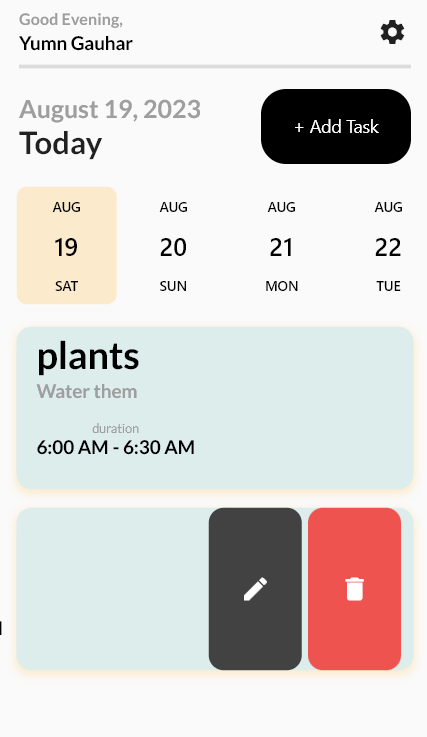 Good Evening,
Yumn Gauhar
August 19, 2023
Today
+ Add Task
AUG AUG AUG AUG
19 20 21 22
SAT SUN MON TUE
plants
Water them
duration
6:00 AM - 6:30 AM